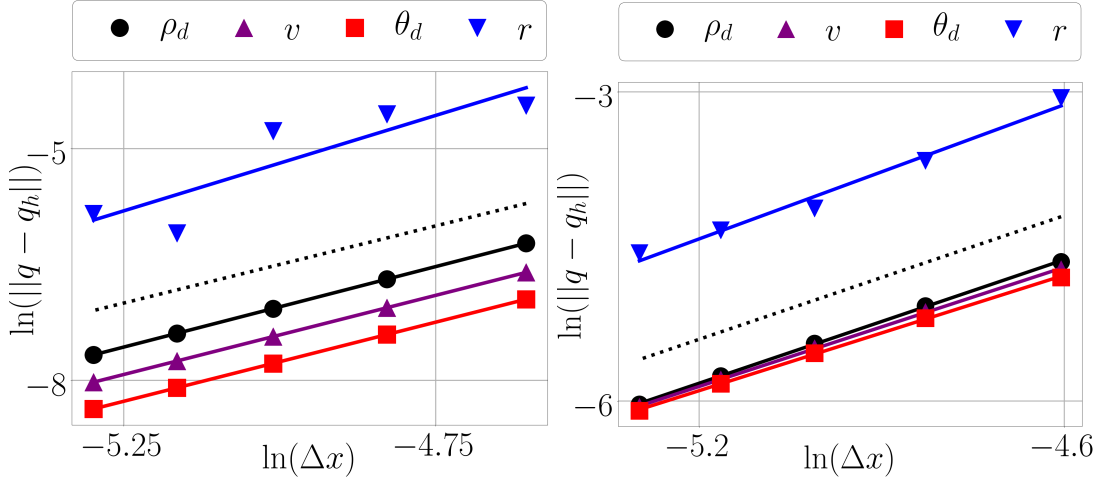 ρ_d v θ_d r
ln(||q − q_h||)
−5
−8
−5.25 −4.75
ln(Δx)
ρ_d v θ_d r
ln(||q − q_h||)
−3
−6
−5.2 −4.6
ln(Δx)